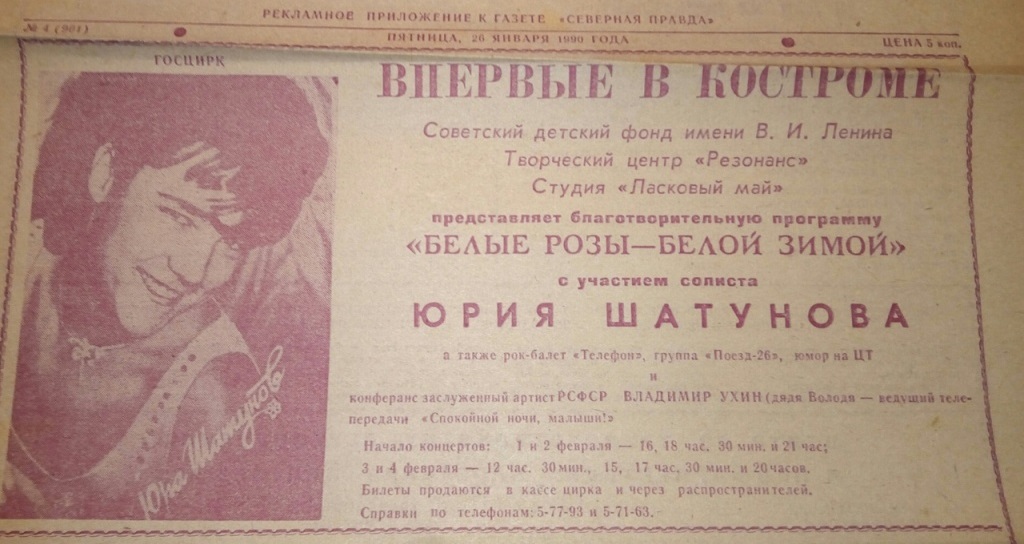 РЕКЛАМНОЕ ПРИЛОЖЕНИЕ К ГАЗЕТЕ «СЕВЕРНАЯ ПРАВДА»
№ 4 (901)
ПЯТНИЦА, 26 ЯНВАРЯ 1990 ГОДА
ЦЕНА 5 коп.
ГОСЦИРК
ВПЕРВЫЕ В КОСТРОМЕ
Советский детский фонд имени В. И. Ленина
Творческий центр «Резонанс»
Студия «Ласковый май»
представляет благотворительную программу
«БЕЛЫЕ РОЗЫ—БЕЛОЙ ЗИМОЙ»
с участием солиста
ЮРИЯ ШАТУНОВА
а также рок-балет «Телефон», группа «Поезд-26», юмор на ЦТ
и
конферанс заслуженный артист РСФСР ВЛАДИМИР УХИН (дядя Володя — ведущий теле-
передачи «Спокойной ночи, малыши!»
Начало концертов: 1 и 2 февраля — 16, 18 час. 30 мин. и 21 час;
3 и 4 февраля — 12 час. 30 мин., 15, 17 час. 30 мин. и 20 часов.
Билеты продаются в кассе цирка и через распространителей.
Справки по телефонам: 5-77-93 и 5-71-63.
Юра Шатунов